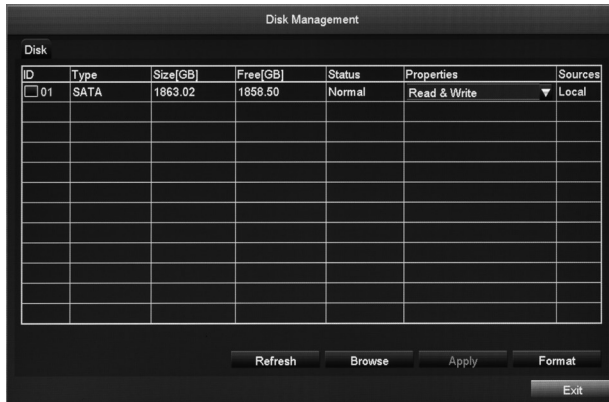 Disk Management
Disk
ID Type Size[GB] Free[GB] Status Properties Sources
01 SATA 1863.02 1858.50 Normal Read & Write Local
Refresh Browse Apply Format
Exit